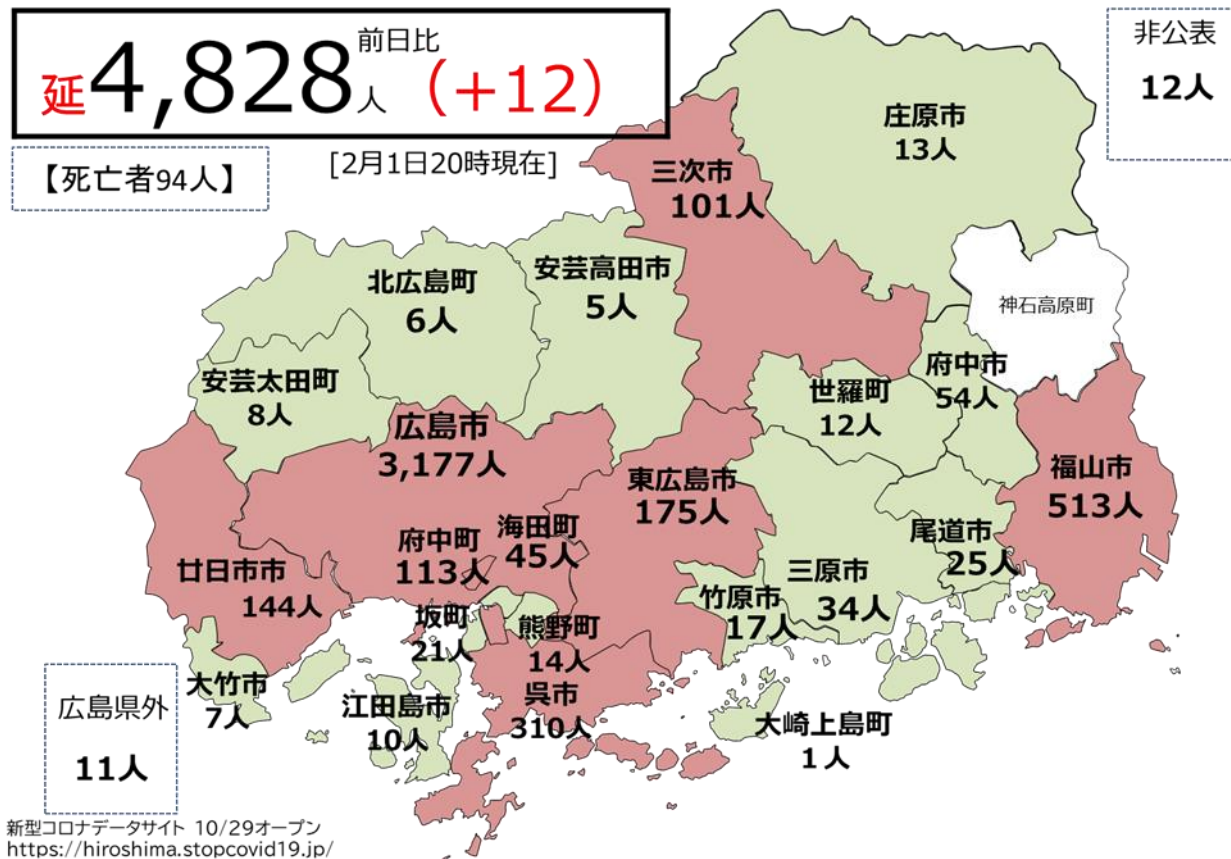 延4,828人 前日比 (+12)
【死亡者94人】
[2月1日20時現在]
非公表
12人
庄原市
13人
三次市
101人
安芸高田市
5人
北広島町
6人
神石高原町
安芸太田町
8人
府中市
54人
世羅町
12人
広島市
3,177人
東広島市
175人
福山市
513人
海田町
45人
府中町
113人
尾道市
25人
廿日市市
144人
三原市
34人
竹原市
17人
坂町
21人
熊野町
14人
大竹市
7人
江田島市
10人
呉市
310人
大崎上島町
1人
広島県外
11人
新型コロナデータサイト 10/29オープン
https://hiroshima.stopcovid19.jp/